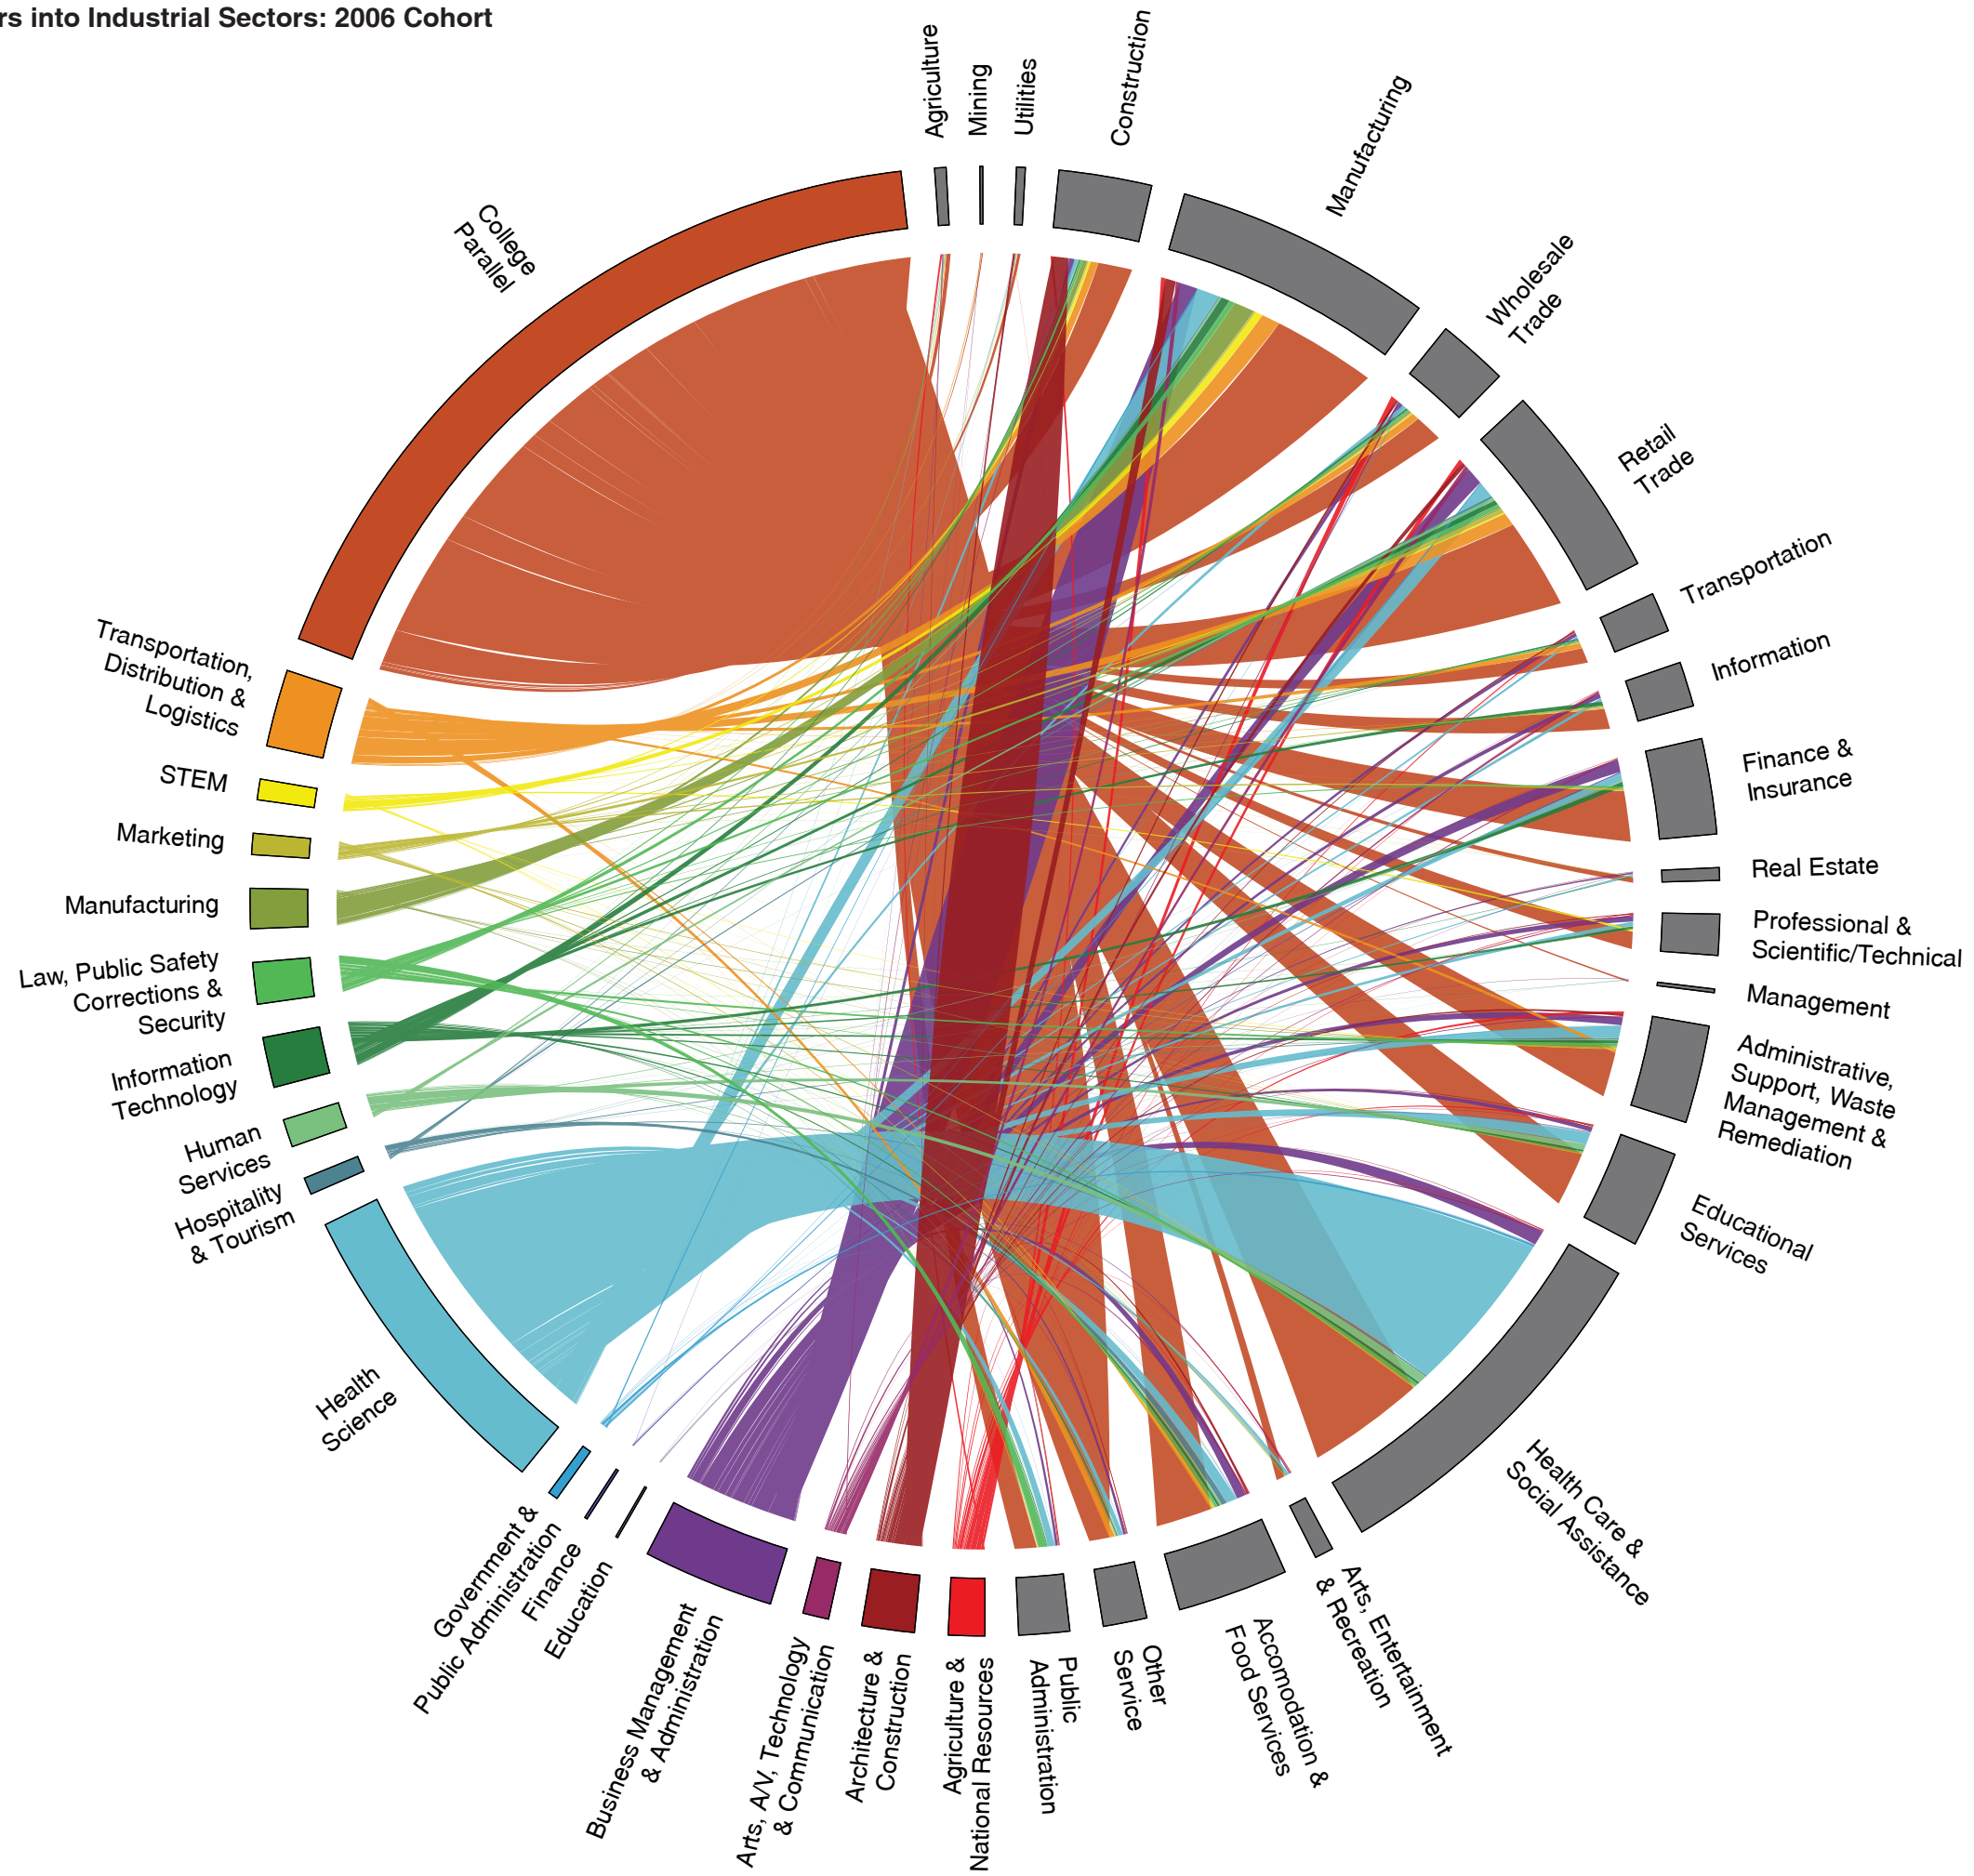 rs into Industrial Sectors: 2006 Cohort
Agriculture
Mining
Utilities
Construction
Manufacturing
Wholesale
Trade
Retail
Trade
Transportation
Information
Finance &
Insurance
Real Estate
Professional &
Scientific/Technical
Management
Administrative,
Support, Waste
Management &
Remediation
Educational
Services
Health Care &
Social Assistance
Arts, Entertainment
& Recreation
Accomodation &
Food Services
Other
Service
Public
Administration
Agriculture &
National Resources
Architecture &
Construction
Arts, A/V, Technology
& Communication
Business Management
& Administration
Education
Finance
Government &
Public Administration
Health
Science
Hospitality
& Tourism
Human
Services
Information
Technology
Law, Public Safety
Corrections &
Security
Manufacturing
Marketing
STEM
Transportation,
Distribution &
Logistics
College
Parallel